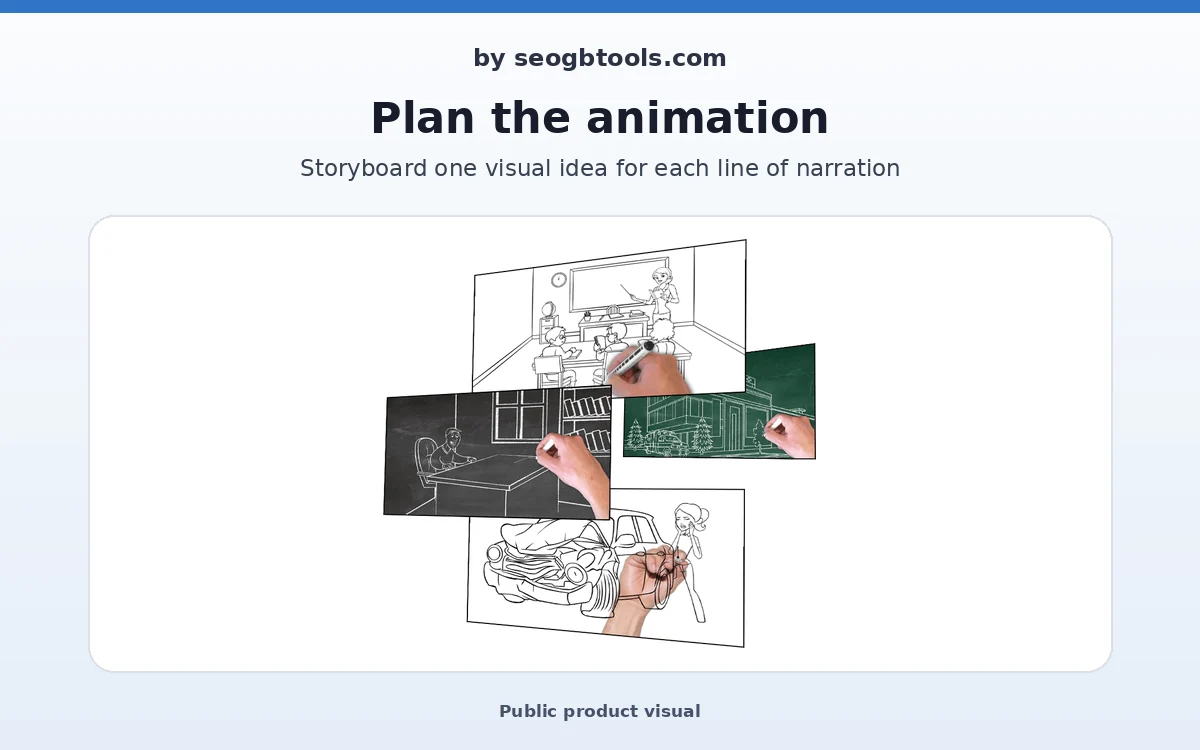 by seogbtools.com
Plan the animation
Storyboard one visual idea for each line of narration
Public product visual